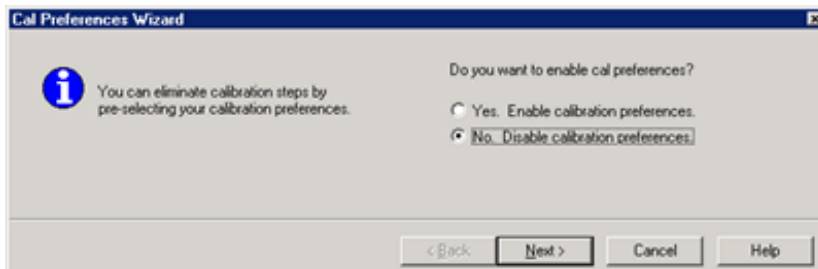 Cal Preferences Wizard
You can eliminate calibration steps by
pre-selecting your calibration preferences.
Do you want to enable cal preferences?
Yes. Enable calibration preferences.
No. Disable calibration preferences.
< Back
Next >
Cancel
Help